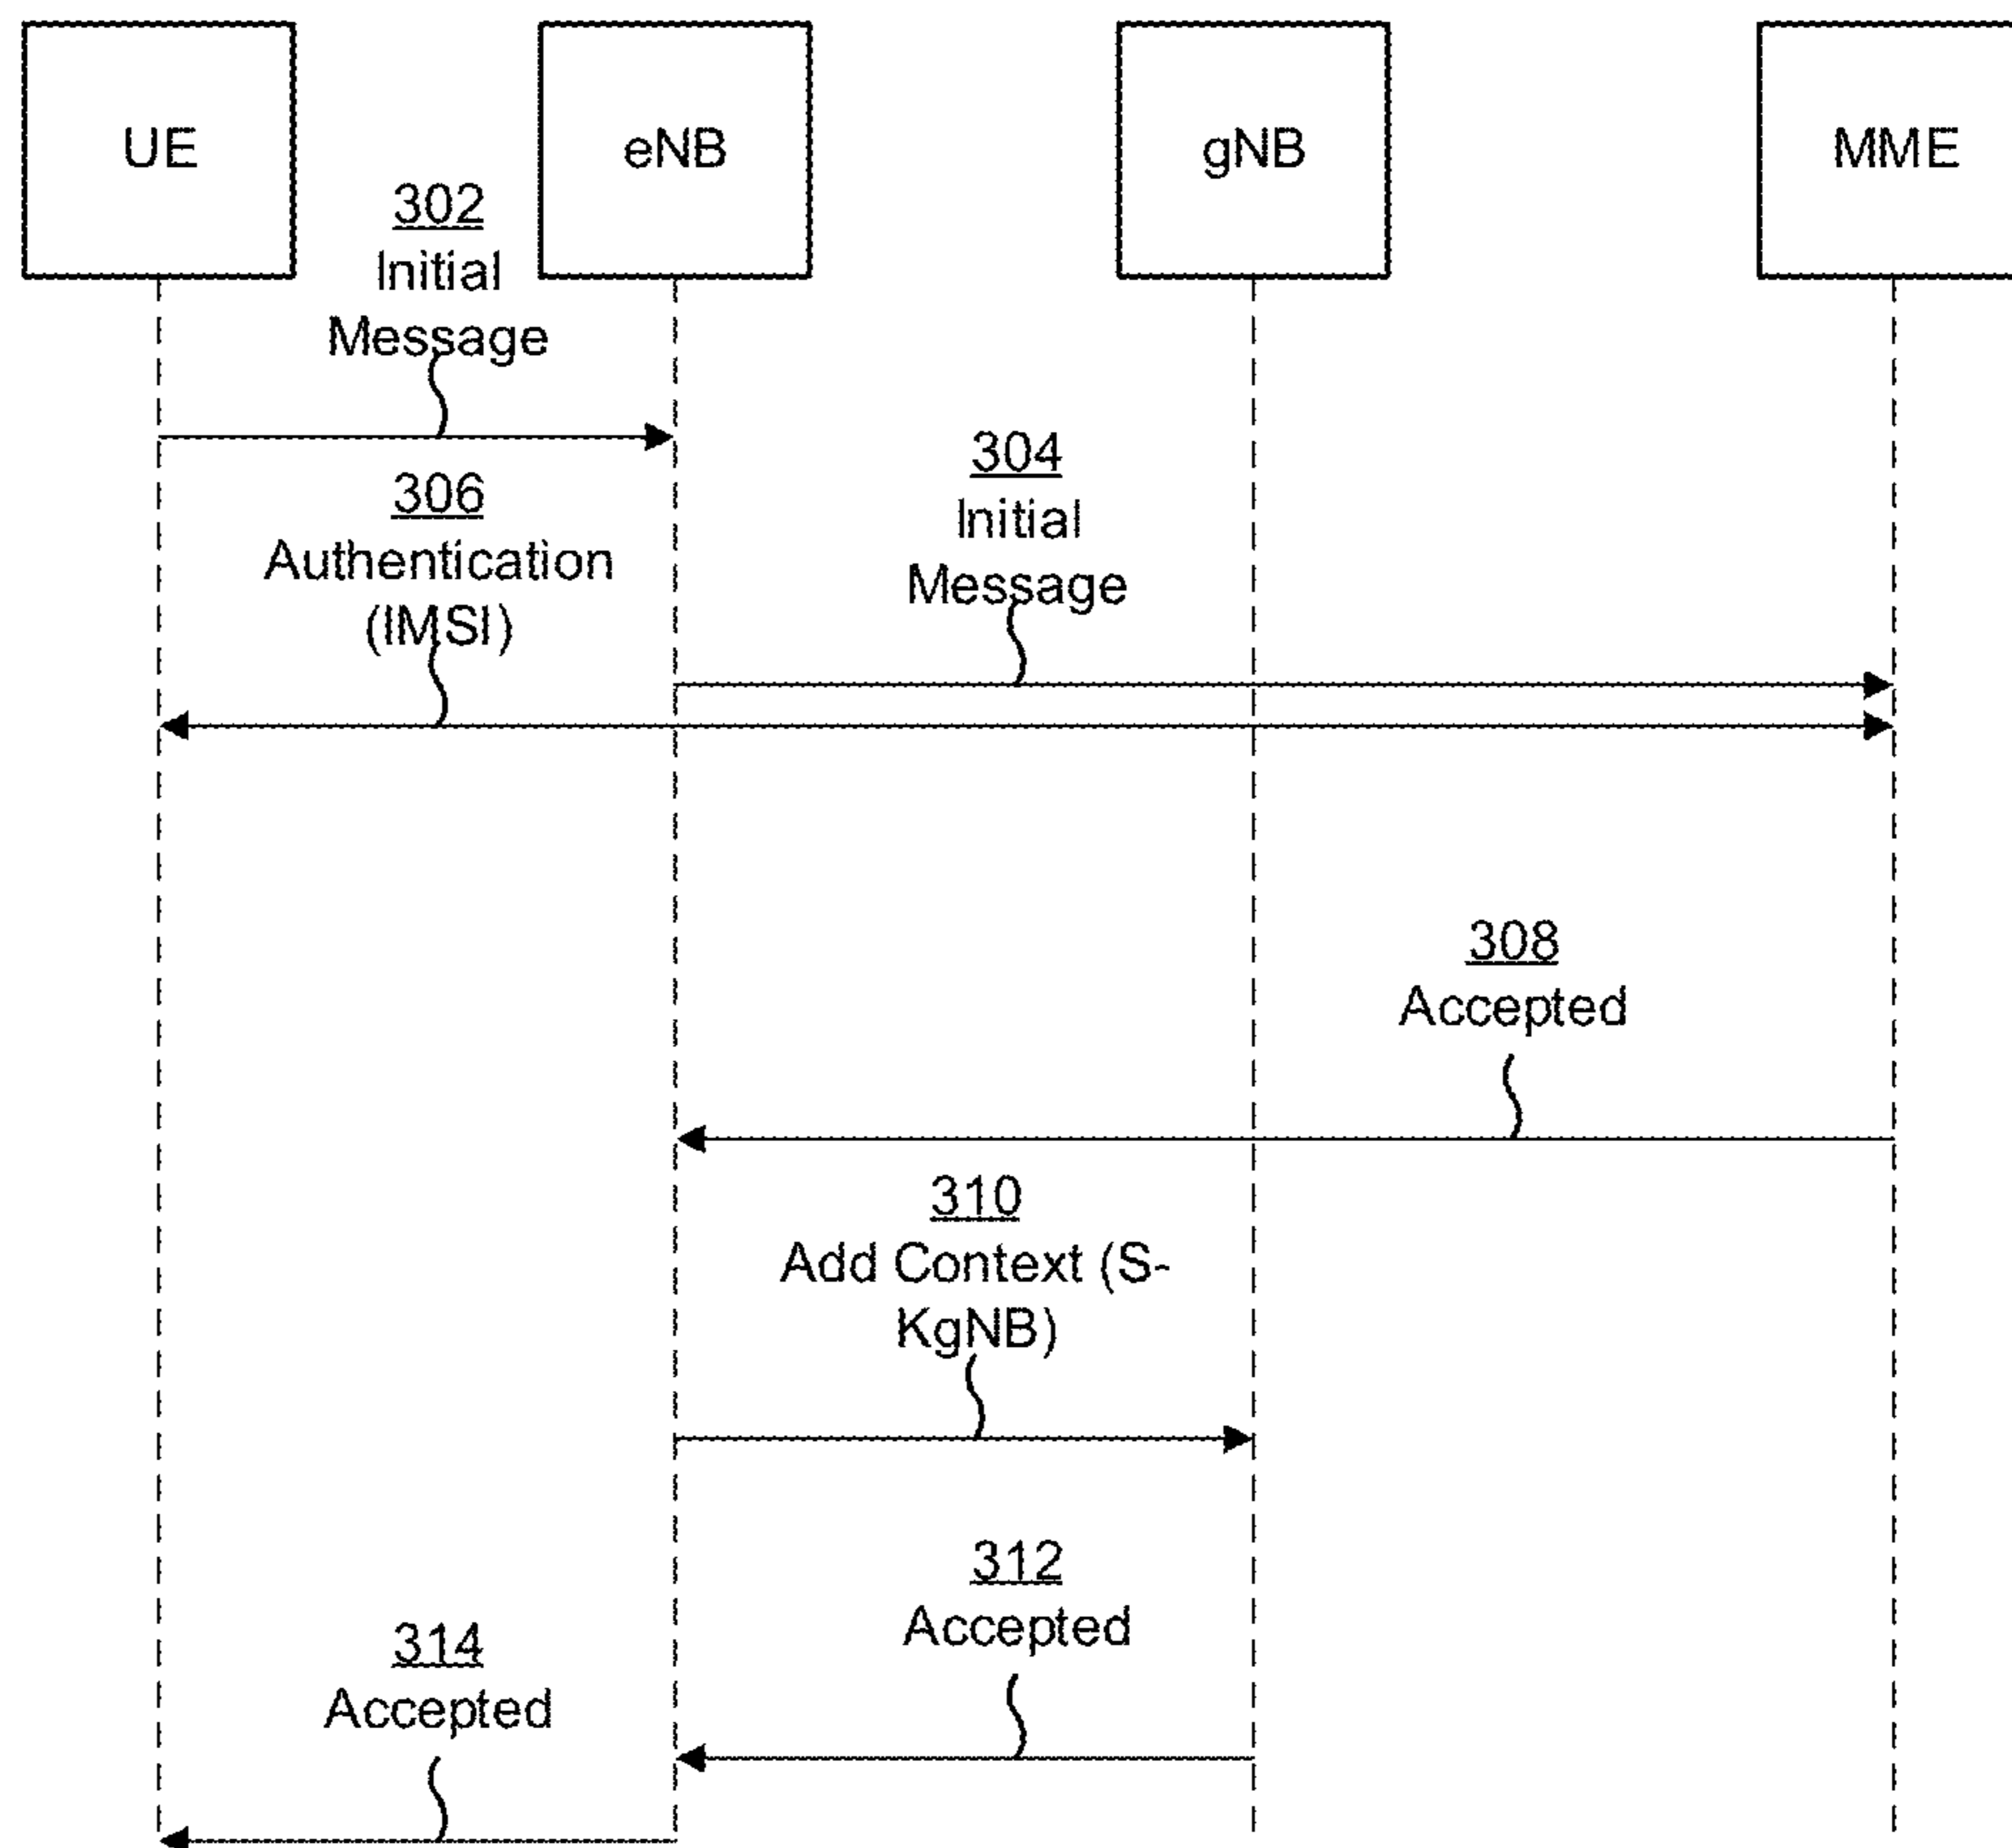 UE
eNB
gNB
MME
302
Initial
Message
304
Initial
Message
306
Authentication
(IMSI)
308
Accepted
310
Add Context (S-
KgNB)
312
Accepted
314
Accepted